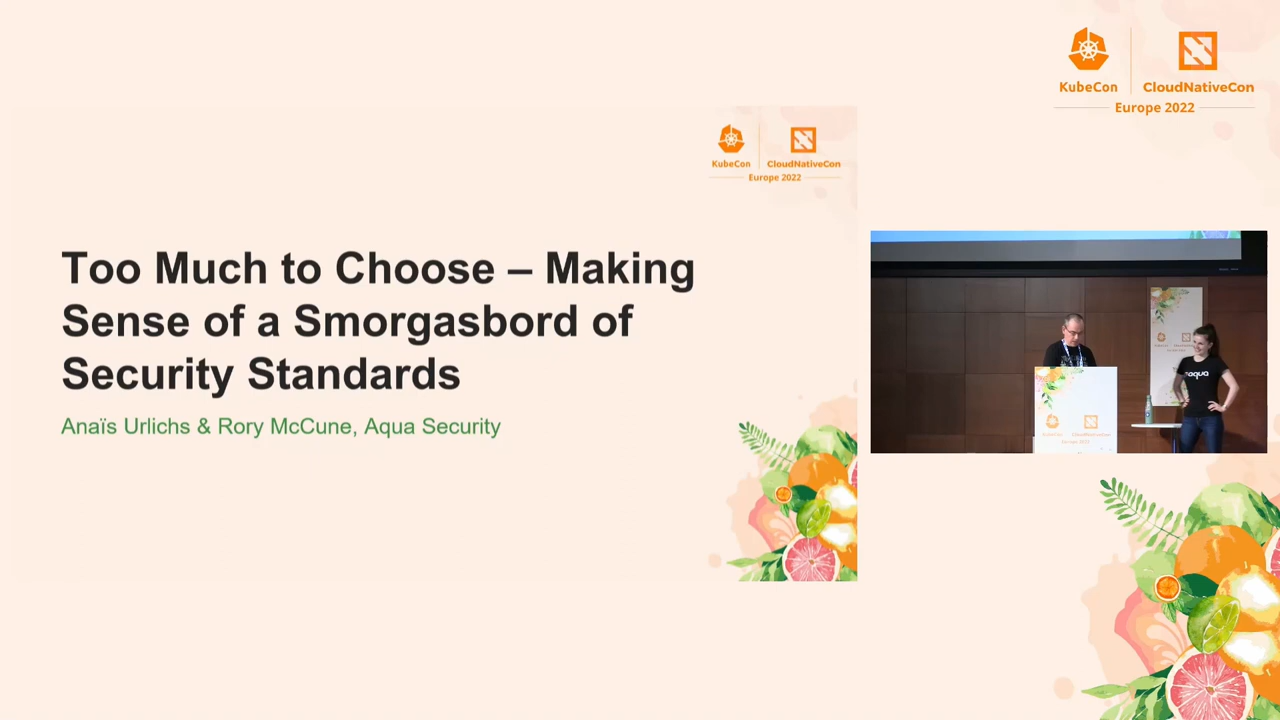 KubeCon
CloudNativeCon
Europe 2022
KubeCon
CloudNativeCon
Europe 2022
Too Much to Choose – Making
Sense of a Smorgasbord of
Security Standards
Anaïs Urlichs & Rory McCune, Aqua Security
aqua